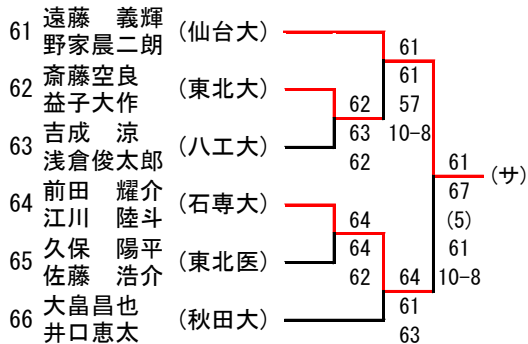 61 遠藤 義輝 野家晨二朗 (仙台大)
62 斎藤空良 益子大作 (東北大)
63 吉成 涼 浅倉俊太郎 (八工大)
64 前田 耀介 江川 陸斗 (石専大)
65 久保 陽平 佐藤 浩介 (東北医)
66 大畠昌也 井口恵太 (秋田大)
62
63
62
64
64
62
61
61
57
10-8
64
61
63
61
67
(5)
61
10-8
(サ)